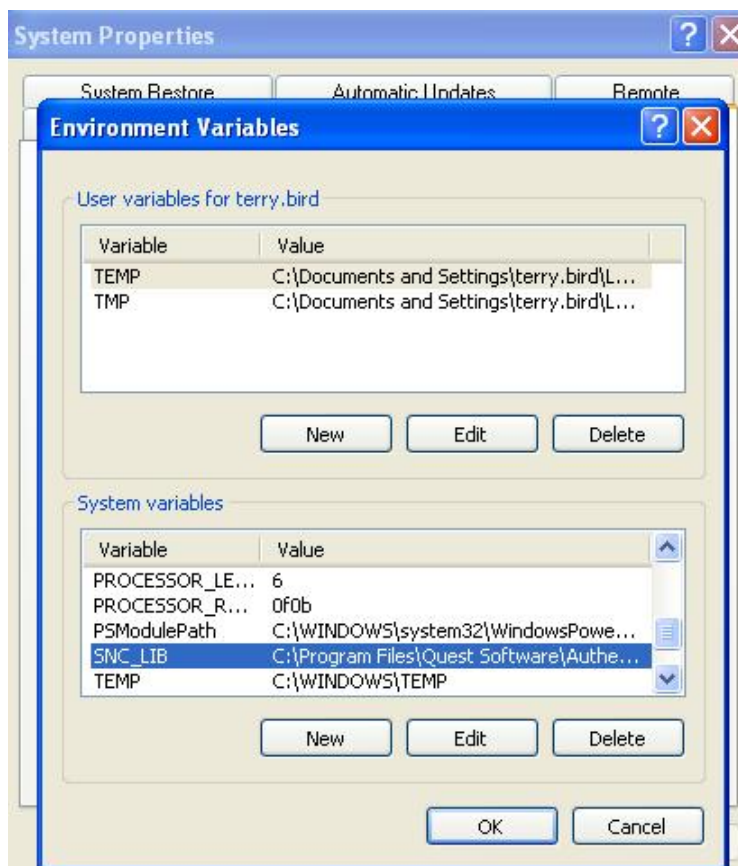 System Properties
System Restore Automatic Updates Remote
Environment Variables
User variables for terry.bird
Variable Value
TEMP C:\Documents and Settings\terry.bird\L...
TMP C:\Documents and Settings\terry.bird\L...
New Edit Delete
System variables
Variable Value
PROCESSOR_LE... 6
PROCESSOR_R... 0f0b
PSModulePath C:\WINDOWS\system32\WindowsPowe...
SNC_LIB C:\Program Files\Quest Software\Authe...
TEMP C:\WINDOWS\TEMP
New Edit Delete
OK Cancel